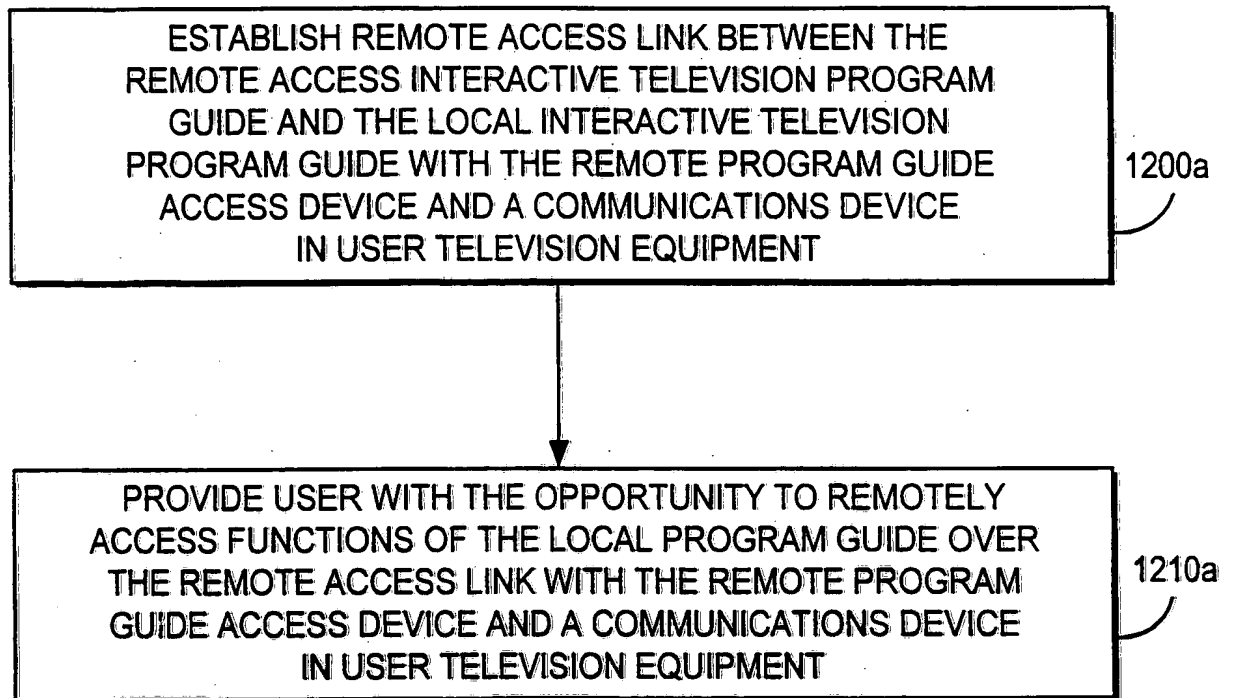 ESTABLISH REMOTE ACCESS LINK BETWEEN THE
REMOTE ACCESS INTERACTIVE TELEVISION PROGRAM
GUIDE AND THE LOCAL INTERACTIVE TELEVISION
PROGRAM GUIDE WITH THE REMOTE PROGRAM GUIDE
ACCESS DEVICE AND A COMMUNICATIONS DEVICE
IN USER TELEVISION EQUIPMENT
1200a
PROVIDE USER WITH THE OPPORTUNITY TO REMOTELY
ACCESS FUNCTIONS OF THE LOCAL PROGRAM GUIDE OVER
THE REMOTE ACCESS LINK WITH THE REMOTE PROGRAM
GUIDE ACCESS DEVICE AND A COMMUNICATIONS DEVICE
IN USER TELEVISION EQUIPMENT
1210a